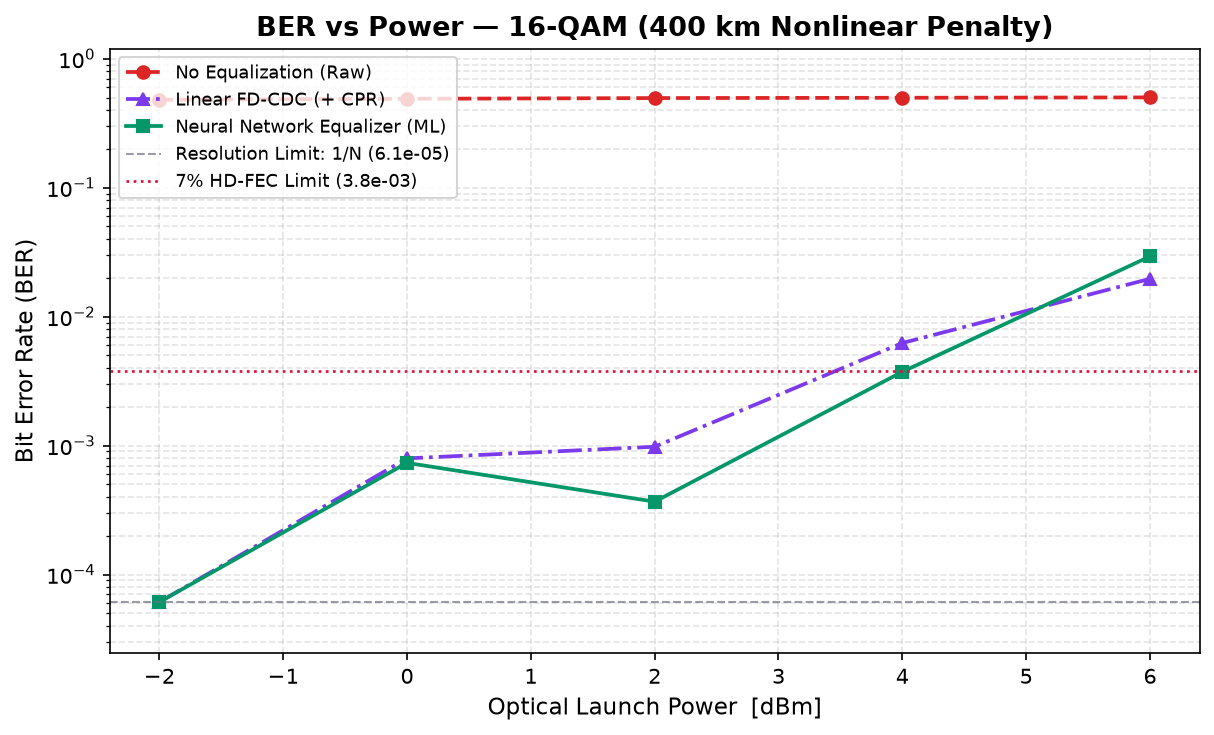 BER vs Power — 16-QAM (400 km Nonlinear Penalty)
No Equalization (Raw)
Linear FD-CDC (+ CPR)
Neural Network Equalizer (ML)
Resolution Limit: 1/N (6.1e-05)
7% HD-FEC Limit (3.8e-03)
Bit Error Rate (BER)
10⁰
10⁻¹
10⁻²
10⁻³
10⁻⁴
−2 −1 0 1 2 3 4 5 6
Optical Launch Power [dBm]